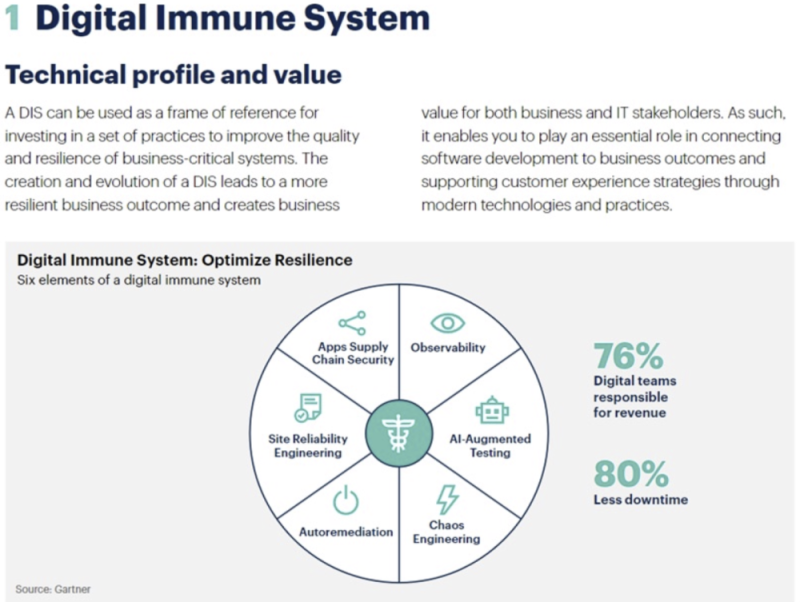 1 Digital Immune System
Technical profile and value
A DIS can be used as a frame of reference for
investing in a set of practices to improve the quality
and resilience of business-critical systems. The
creation and evolution of a DIS leads to a more
resilient business outcome and creates business
value for both business and IT stakeholders. As such,
it enables you to play an essential role in connecting
software development to business outcomes and
supporting customer experience strategies through
modern technologies and practices.
Digital Immune System: Optimize Resilience
Six elements of a digital immune system
Apps Supply
Chain Security
Observability
Site Reliability
Engineering
AI-Augmented
Testing
Autoremediation
Chaos
Engineering
76%
Digital teams
responsible
for revenue
80%
Less downtime
Source: Gartner